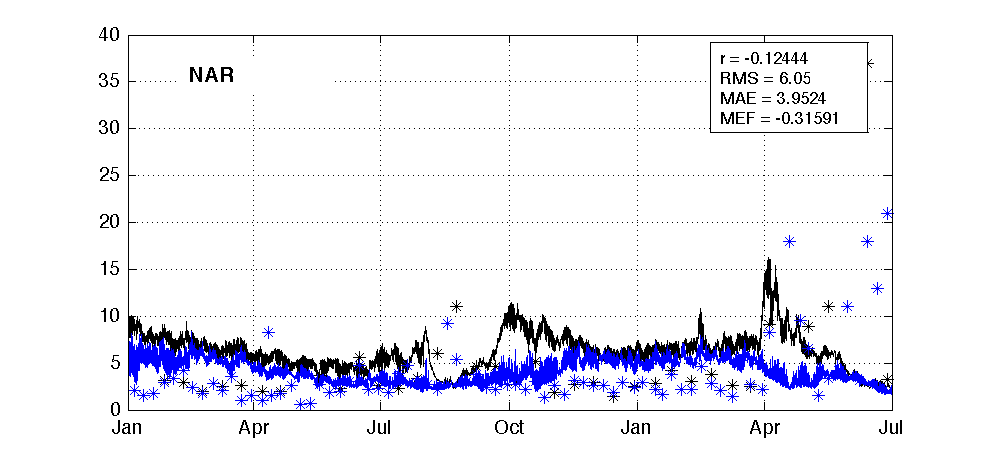 40
35
30
25
20
15
10
5
0
NAR
r = -0.12444
RMS = 6.05
MAE = 3.9524
MEF = -0.31591
Jan Apr Jul Oct Jan Apr Jul